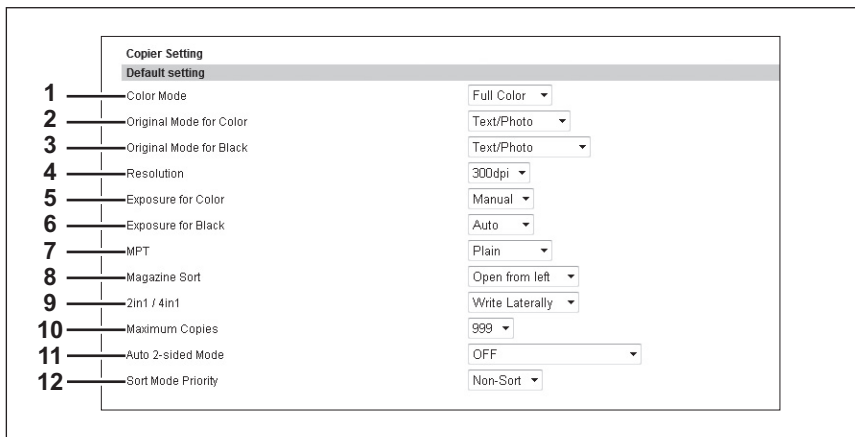 Copier Setting
Default setting
1 Color Mode Full Color
2 Original Mode for Color Text/Photo
3 Original Mode for Black Text/Photo
4 Resolution 300dpi
5 Exposure for Color Manual
6 Exposure for Black Auto
7 MPT Plain
8 Magazine Sort Open from left
9 2in1 / 4in1 Write Laterally
10 Maximum Copies 999
11 Auto 2-sided Mode OFF
12 Sort Mode Priority Non-Sort